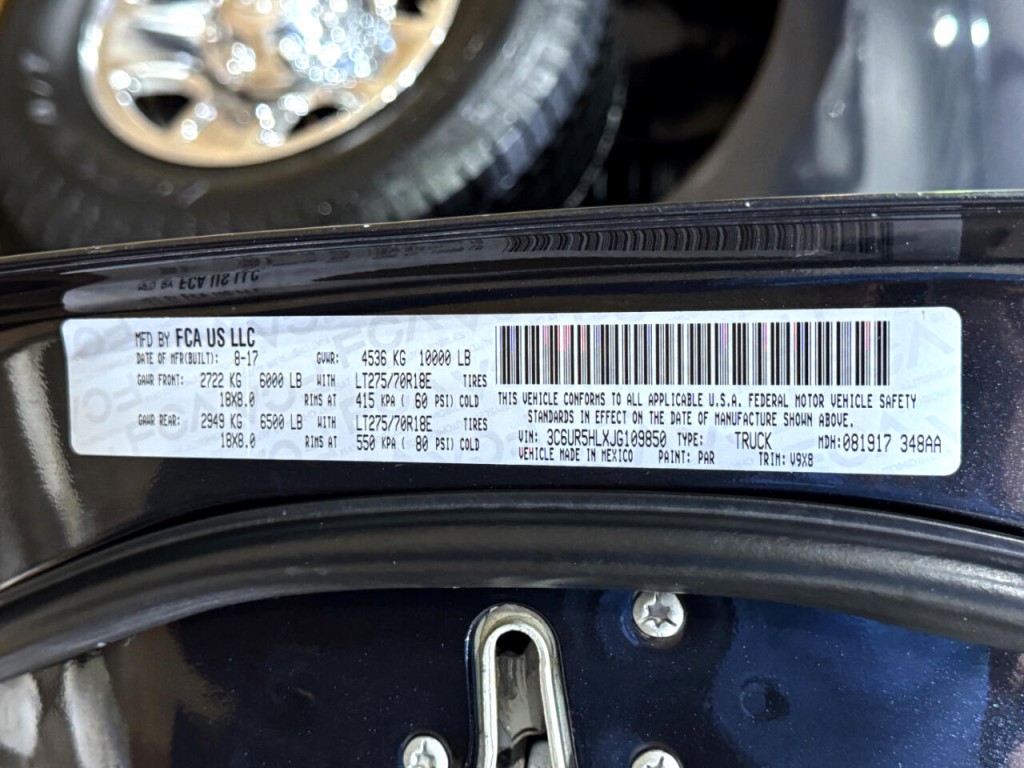 MFD BY FCA US LLC
DATE OF MFR(BUILT): 8-17 GVWR: 4536 KG 10000 LB
GAWR FRONT: 2722 KG 6000 LB WITH LT275/70R18E TIRES
18X8.0 RIMS AT 415 KPA ( 60 PSI) COLD
GAWR REAR: 2949 KG 6500 LB WITH LT275/70R18E TIRES
18X8.0 RIMS AT 550 KPA ( 80 PSI) COLD
THIS VEHICLE CONFORMS TO ALL APPLICABLE U.S.A. FEDERAL MOTOR VEHICLE SAFETY
STANDARDS IN EFFECT ON THE DATE OF MANUFACTURE SHOWN ABOVE.
VIN: 3C6UR5HLXJG109850 TYPE: TRUCK MDH: 081917 348AA
VEHICLE MADE IN MEXICO PAINT: PAR TRIM: V9X8